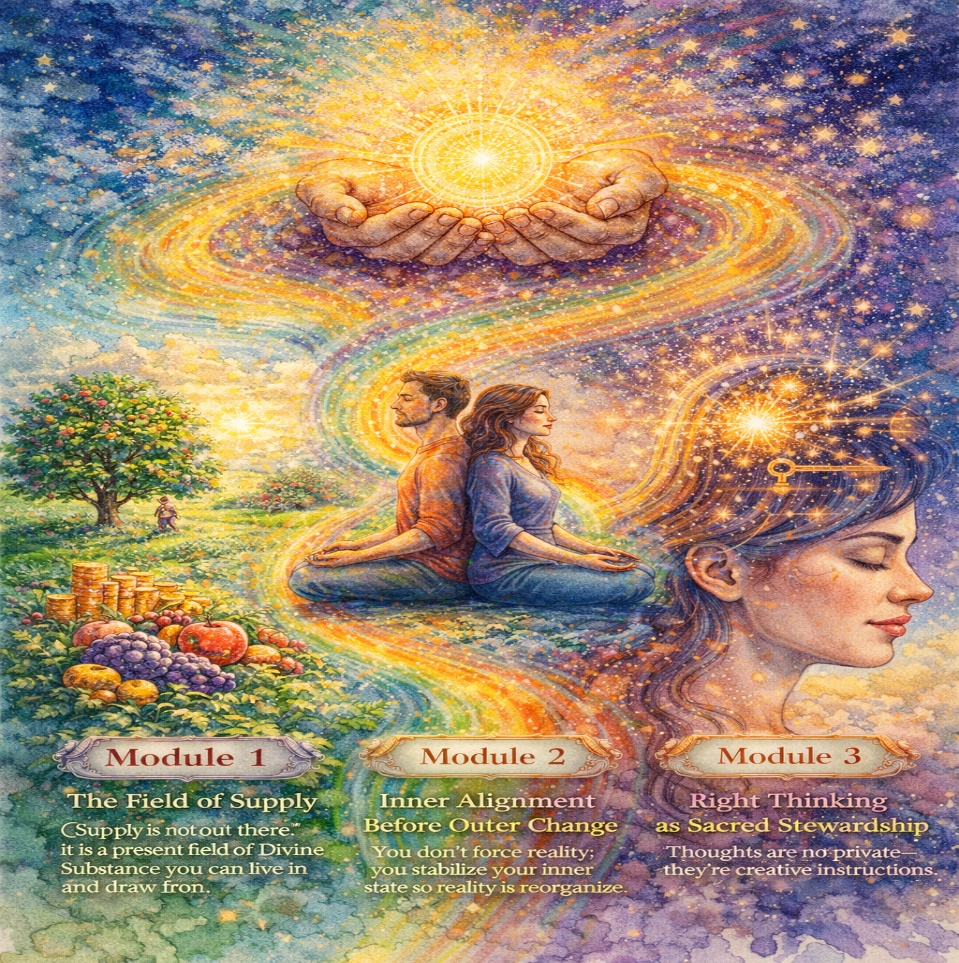 Module 1
The Field of Supply
(Supply is not out there."
it is a present field of Divine
Substance you can live in
and draw fron.
Module 2
Inner Alignment
Before Outer Change
You don't force reality;
you stabilize your inner
state so reality is reorganize.
Module 3
Right Thinking
as Sacred Stewardship
Thoughts are no private—
they're creative instructions.